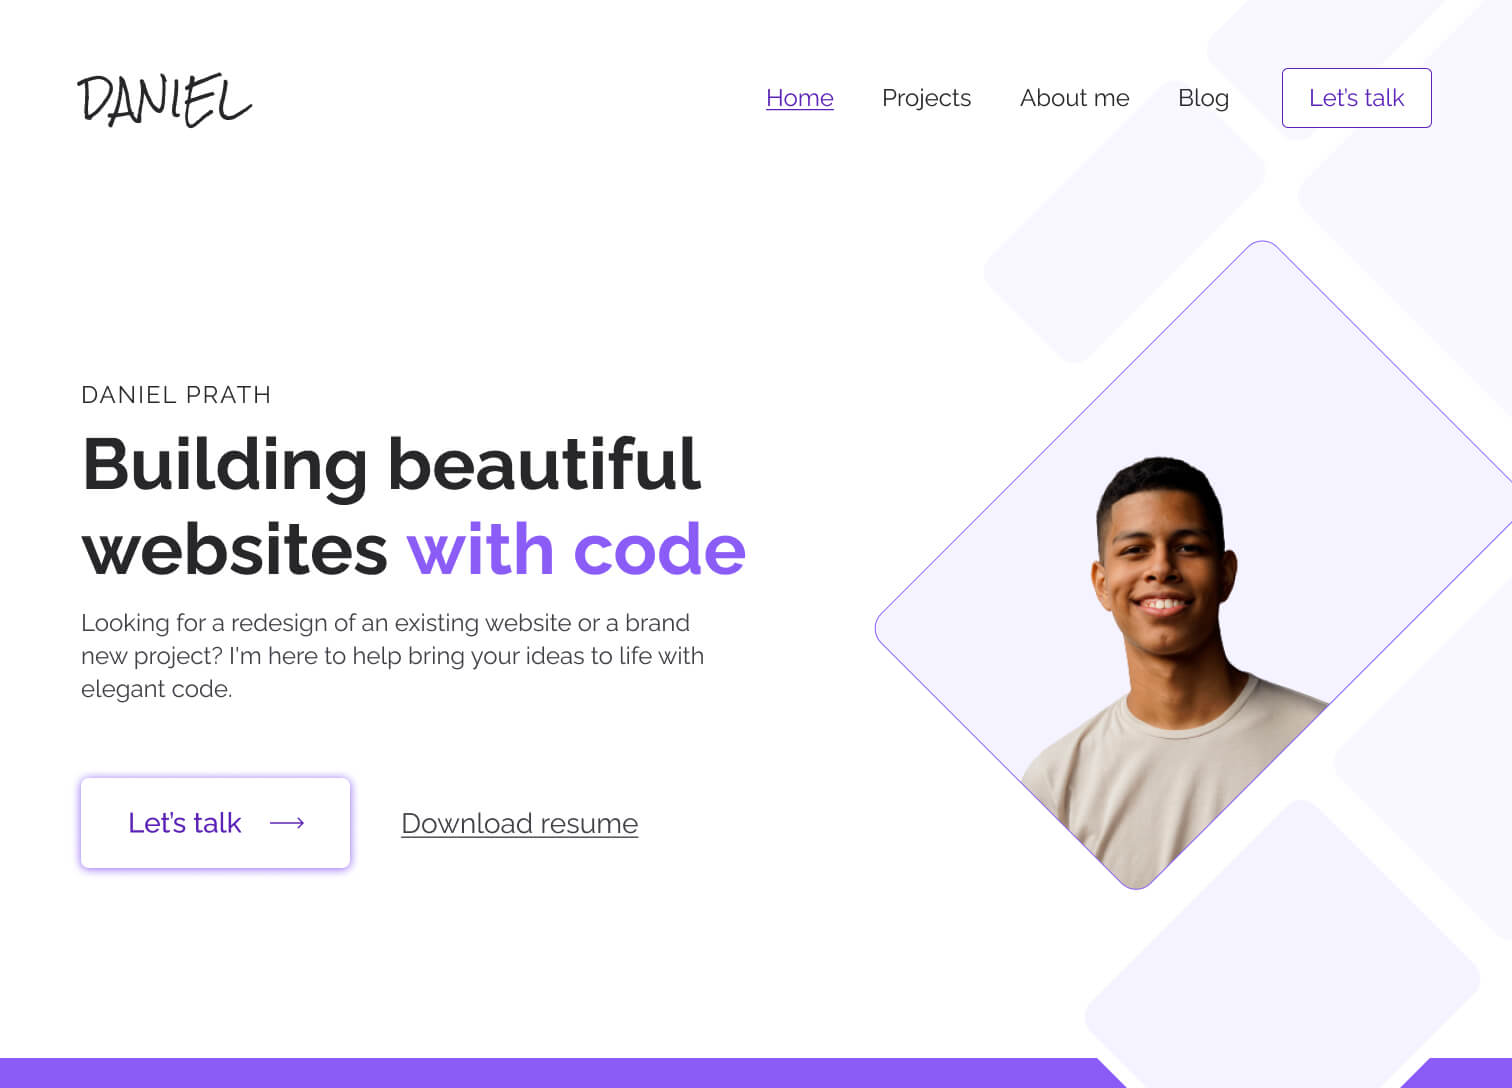 DANIEL
Home
Projects
About me
Blog
Let’s talk
DANIEL PRATH
Building beautiful
websites with code
Looking for a redesign of an existing website or a brand
new project? I'm here to help bring your ideas to life with
elegant code.
Let’s talk
Download resume